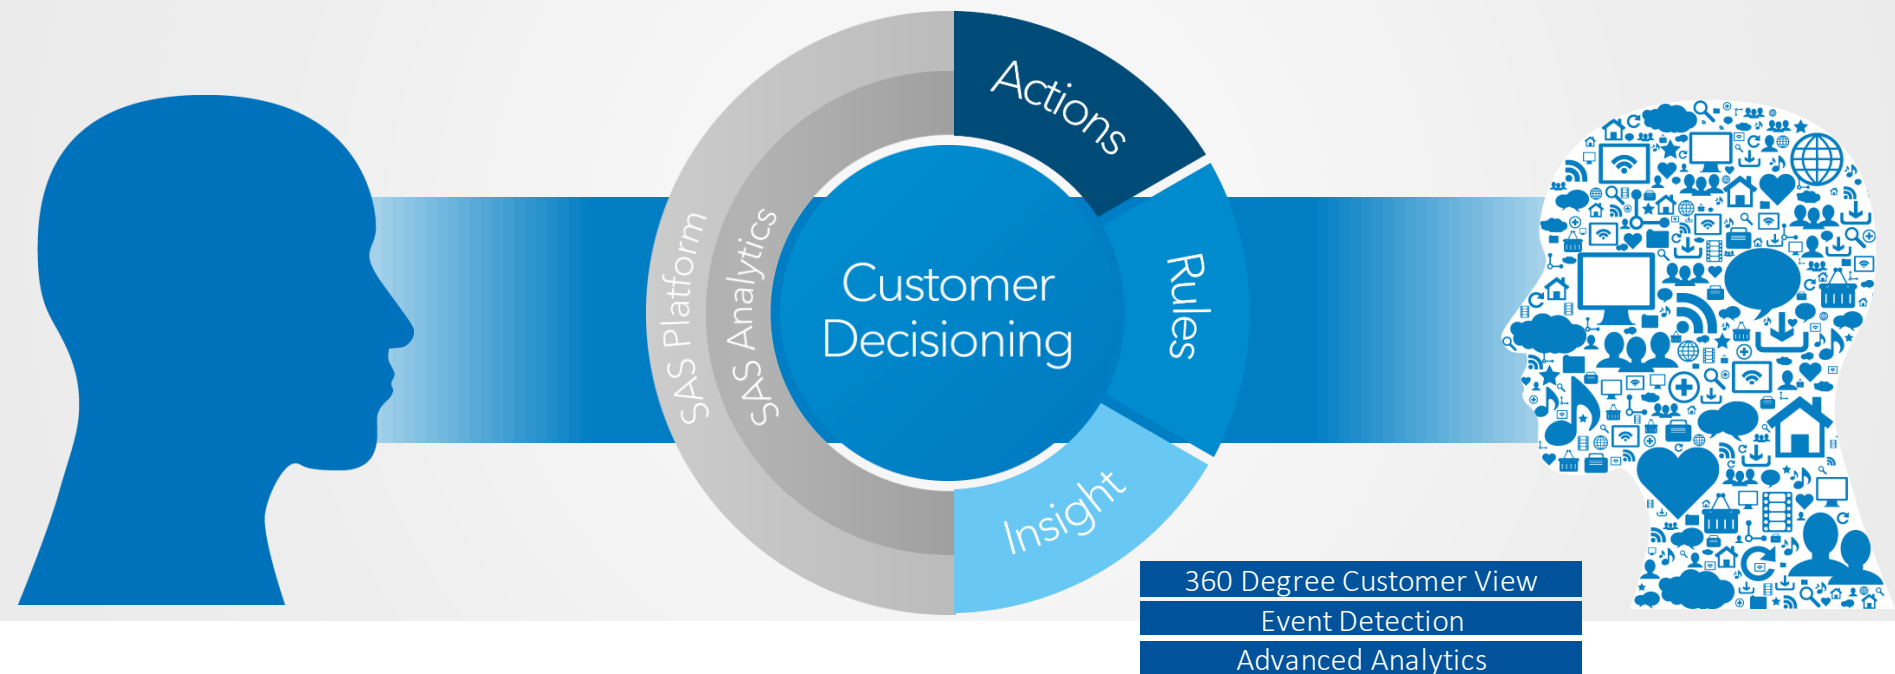 Actions
SAS Platform
SAS Analytics
Customer
Decisioning
Rules
Insight
360 Degree Customer View
Event Detection
Advanced Analytics